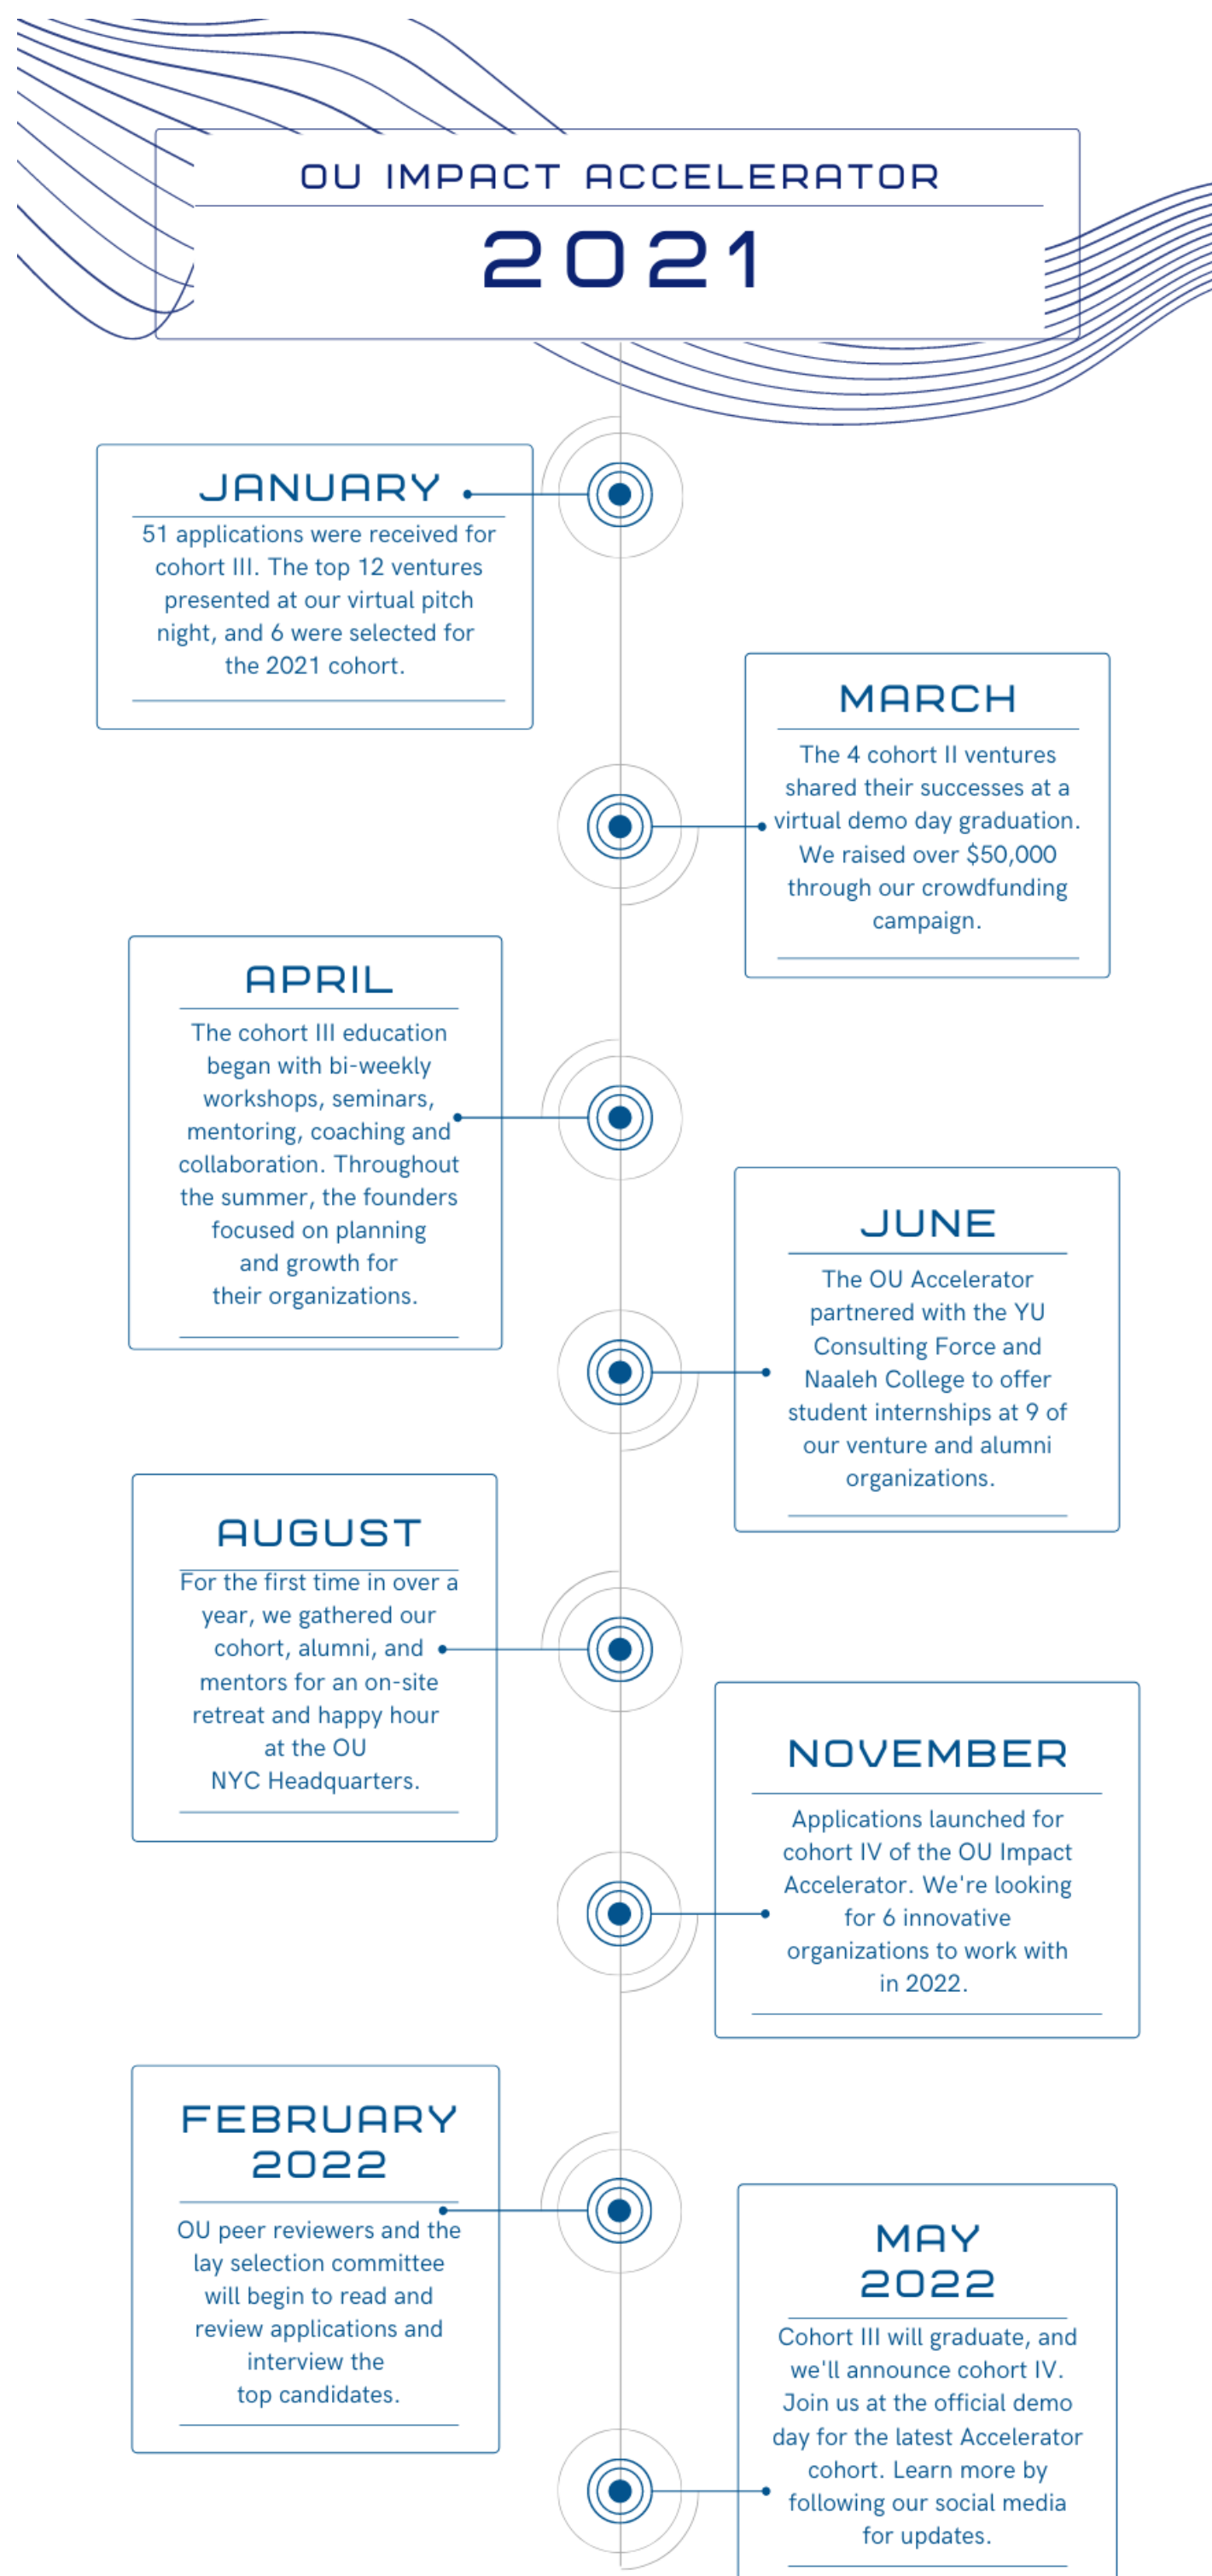 OU IMPACT ACCELERATOR
2021
JANUARY
51 applications were received for
cohort III. The top 12 ventures
presented at our virtual pitch
night, and 6 were selected for
the 2021 cohort.
MARCH
The 4 cohort II ventures
shared their successes at a
virtual demo day graduation.
We raised over $50,000
through our crowdfunding
campaign.
APRIL
The cohort III education
began with bi-weekly
workshops, seminars,
mentoring, coaching and
collaboration. Throughout
the summer, the founders
focused on planning
and growth for
their organizations.
JUNE
The OU Accelerator
partnered with the YU
Consulting Force and
Naaleh College to offer
student internships at 9 of
our venture and alumni
organizations.
AUGUST
For the first time in over a
year, we gathered our
cohort, alumni, and
mentors for an on-site
retreat and happy hour
at the OU
NYC Headquarters.
NOVEMBER
Applications launched for
cohort IV of the OU Impact
Accelerator. We're looking
for 6 innovative
organizations to work with
in 2022.
FEBRUARY
2022
OU peer reviewers and the
lay selection committee
will begin to read and
review applications and
interview the
top candidates.
MAY
2022
Cohort III will graduate, and
we'll announce cohort IV.
Join us at the official demo
day for the latest Accelerator
cohort. Learn more by
following our social media
for updates.